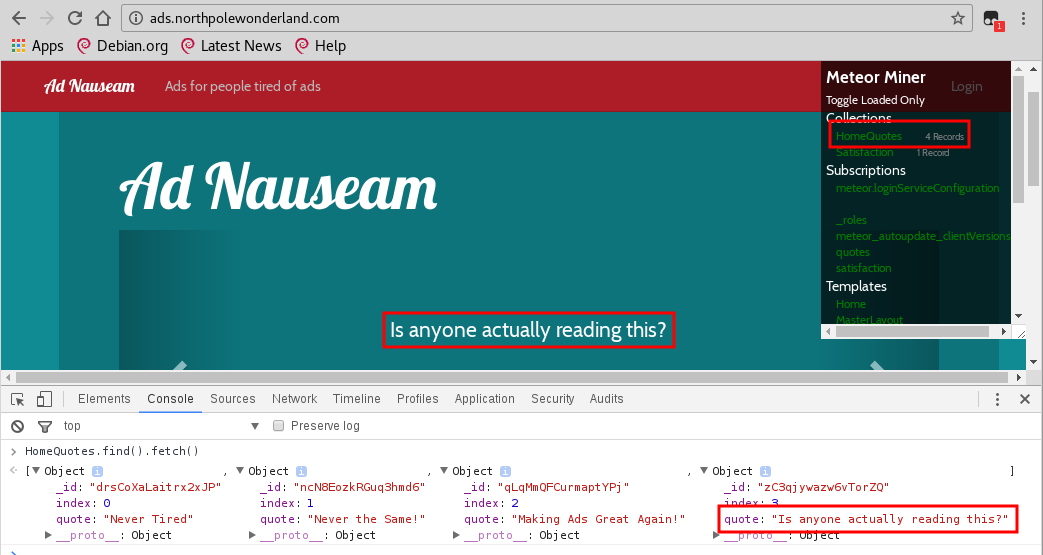 ads.northpolewonderland.com
1
Apps Debian.org Latest News Help
Ad Nauseam Ads for people tired of ads Login
Ad Nauseam
Is anyone actually reading this?
Meteor Miner
Toggle Loaded Only
Collections
HomeQuotes 4 Records
Satisfaction 1 Record
Subscriptions
meteor.loginServiceConfiguration
_roles
meteor_autoupdate_clientVersions
quotes
satisfaction
Templates
Home
MasterLayout
Elements Console Sources Network Timeline Profiles Application Security Audits
top Preserve log
> HomeQuotes.find().fetch()
[▼ Object i , ▼ Object i , ▼ Object i , ▼ Object i ]
_id: "drsCoXaLaitrx2xJP" _id: "ncN8EozkRGuq3hmd6" _id: "qLqMmQFCurmaptYPj" _id: "zC3qjywazw6vTorZQ"
index: 0 index: 1 index: 2 index: 3
quote: "Never Tired" quote: "Never the Same!" quote: "Making Ads Great Again!" quote: "Is anyone actually reading this?"
▶ __proto__: Object ▶ __proto__: Object ▶ __proto__: Object ▶ __proto__: Object